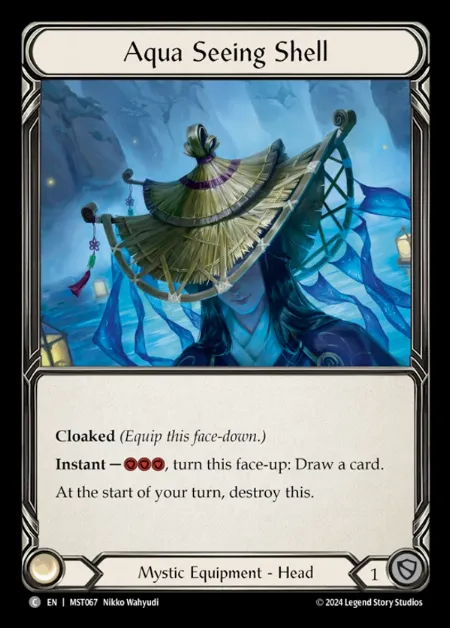 Aqua Seeing Shell
Cloaked (Equip this face-down.)
Instant — , turn this face-up: Draw a card.
At the start of your turn, destroy this.
Mystic Equipment - Head
1
C EN | MST067 Nikko Wahyudi
© 2024 Legend Story Studios